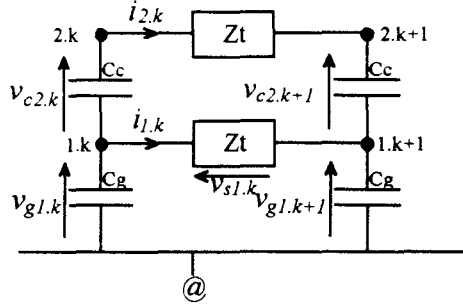 i2.k
2.k Zt 2.k+1
Cc Cc
vc2.k vc2.k+1
i1.k
1.k Zt 1.k+1
Cg Cg
vs1.k
vg1.k vg1.k+1
@